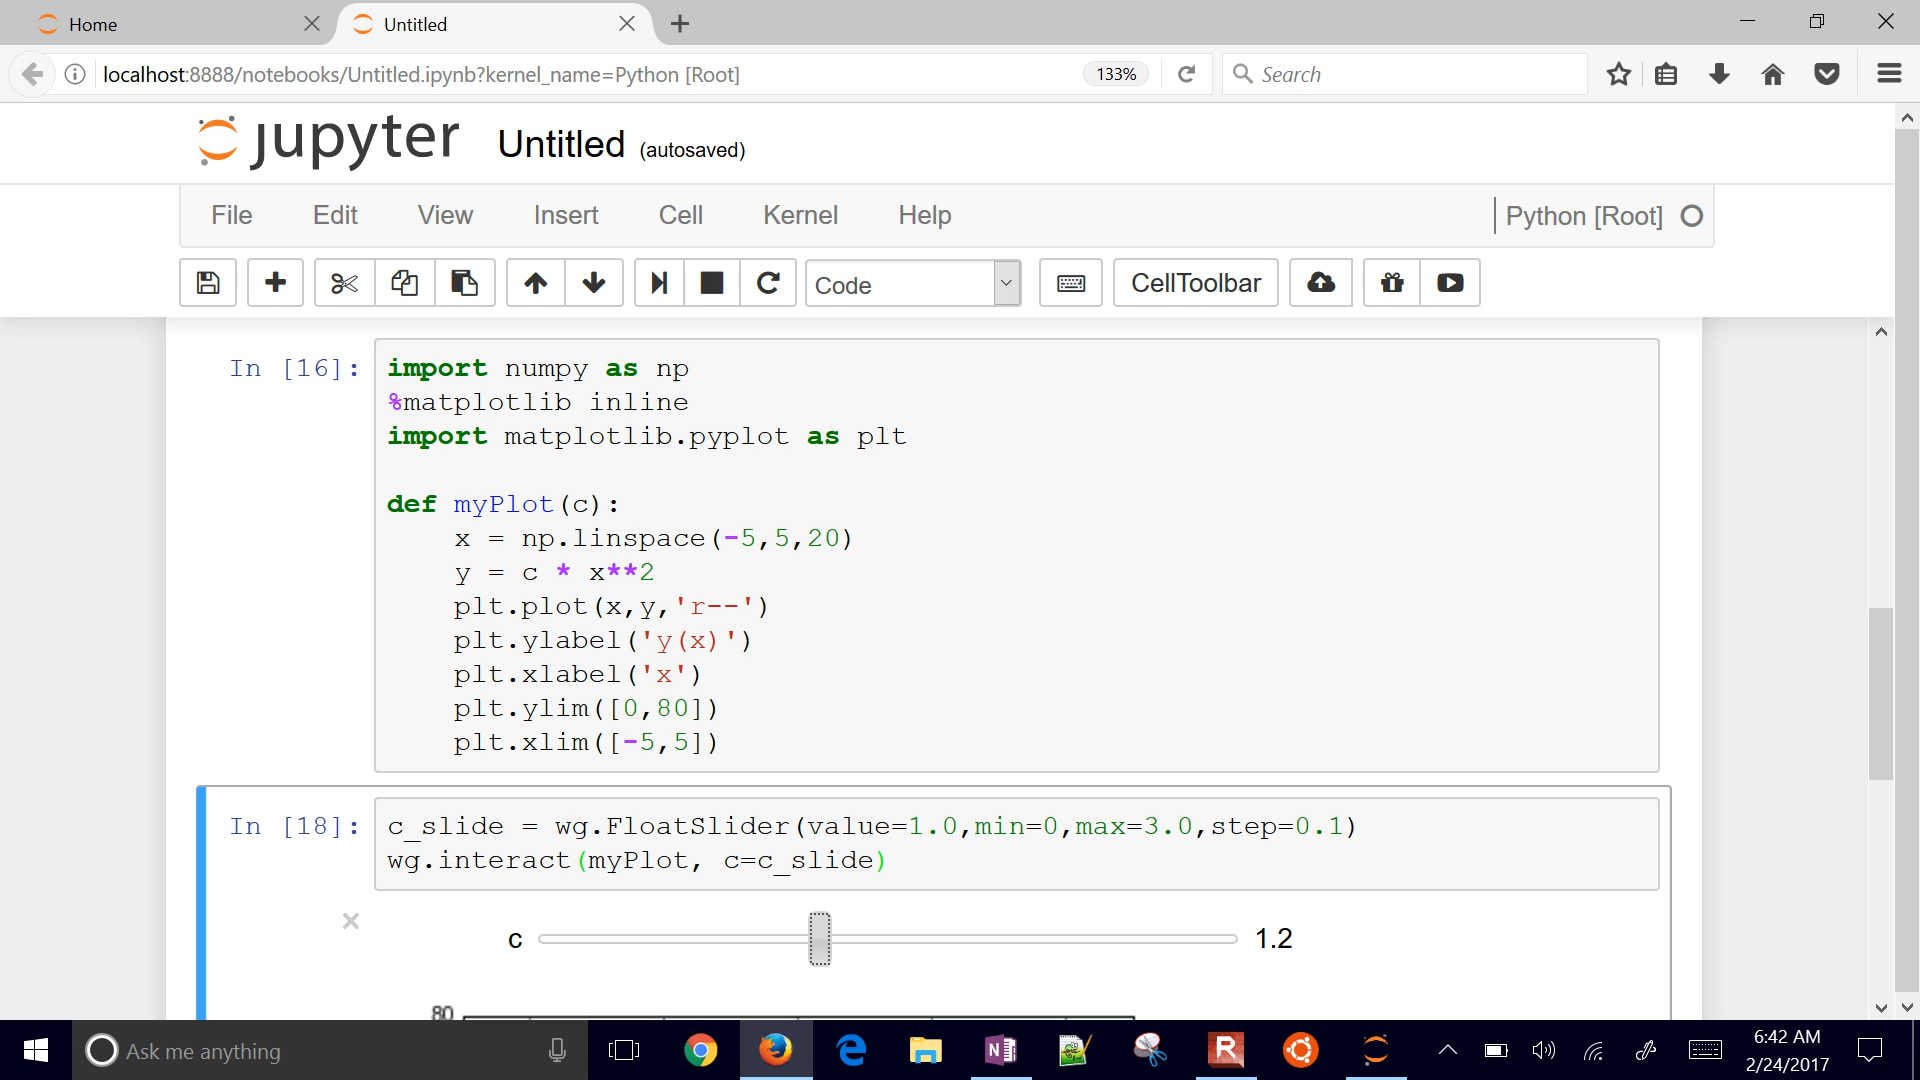 Home
Untitled
localhost:8888/notebooks/Untitled.ipynb?kernel_name=Python [Root]
133%
Search
jupyter
Untitled (autosaved)
File Edit View Insert Cell Kernel Help
Python [Root]
Code
CellToolbar
In [16]:
import numpy as np
%matplotlib inline
import matplotlib.pyplot as plt
def myPlot(c):
    x = np.linspace(-5,5,20)
    y = c * x**2
    plt.plot(x,y,'r--')
    plt.ylabel('y(x)')
    plt.xlabel('x')
    plt.ylim([0,80])
    plt.xlim([-5,5])
In [18]:
c_slide = wg.FloatSlider(value=1.0,min=0,max=3.0,step=0.1)
wg.interact(myPlot, c=c_slide)
c
1.2
80
Ask me anything
N
R
6:42 AM
2/24/2017